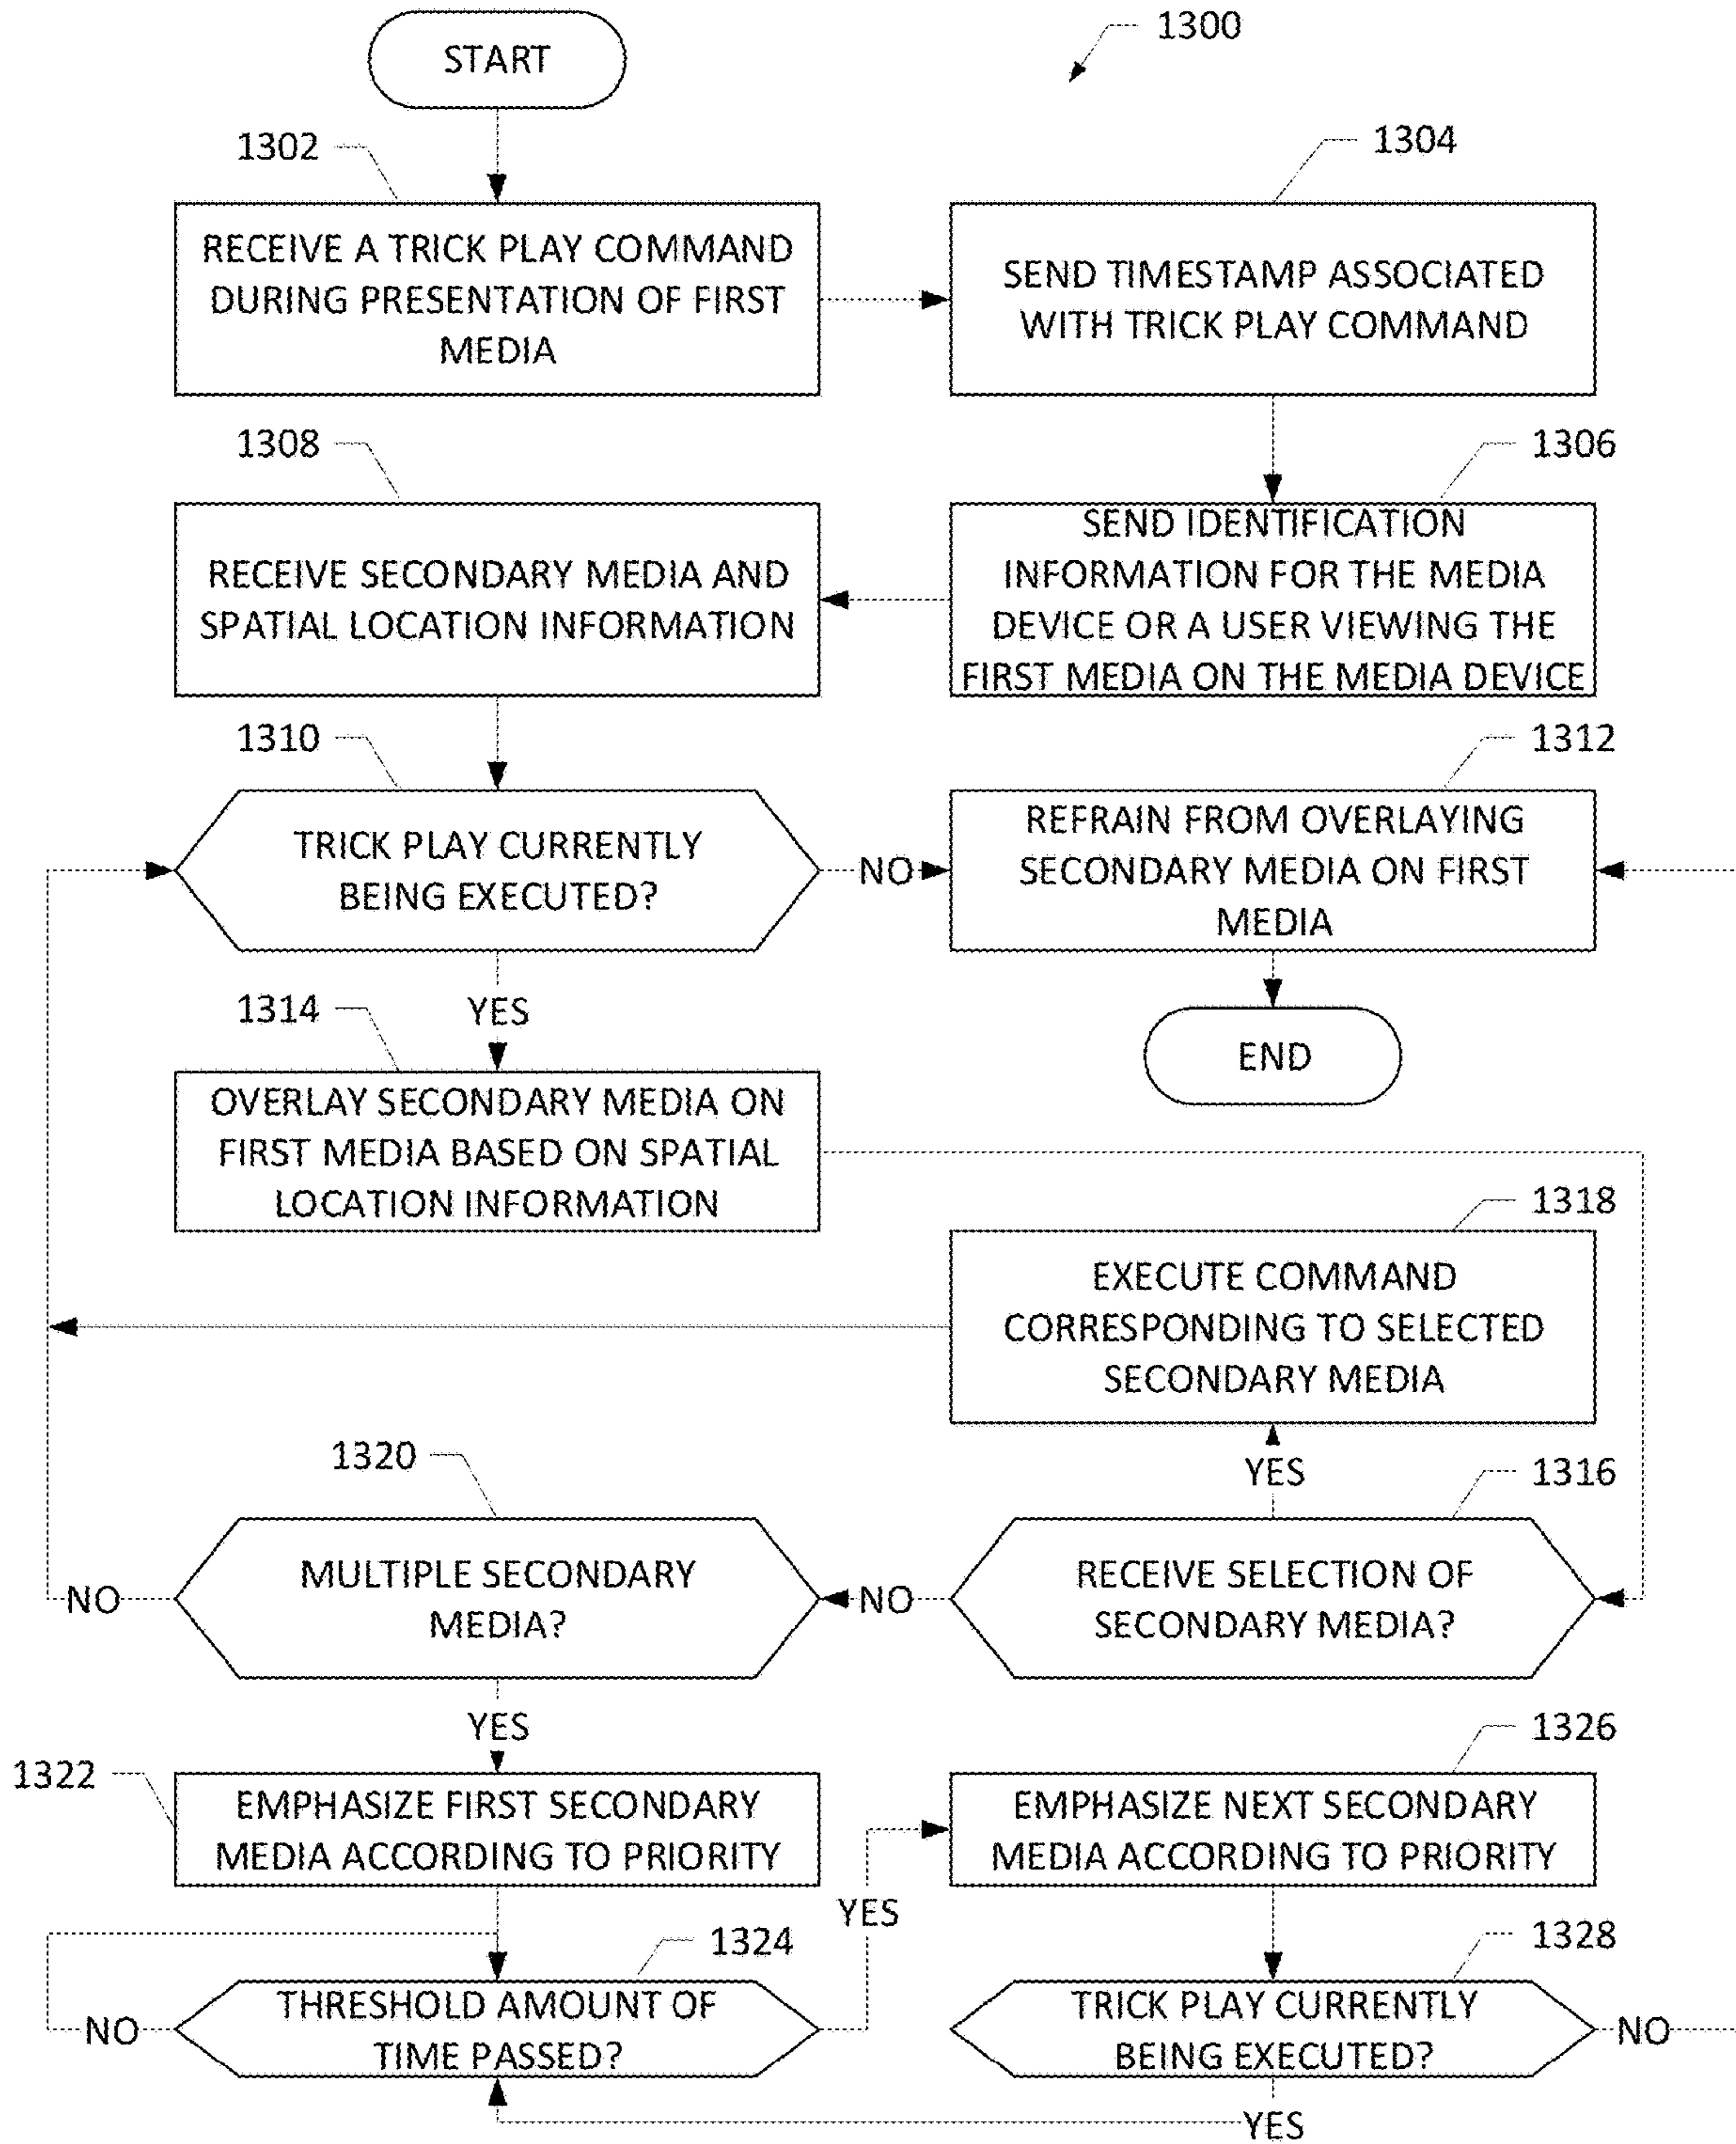 1300
START
1302
RECEIVE A TRICK PLAY COMMAND
DURING PRESENTATION OF FIRST
MEDIA
1304
SEND TIMESTAMP ASSOCIATED
WITH TRICK PLAY COMMAND
1306
SEND IDENTIFICATION
INFORMATION FOR THE MEDIA
DEVICE OR A USER VIEWING THE
FIRST MEDIA ON THE MEDIA DEVICE
1308
RECEIVE SECONDARY MEDIA AND
SPATIAL LOCATION INFORMATION
1310
TRICK PLAY CURRENTLY
BEING EXECUTED?
NO
1312
REFRAIN FROM OVERLAYING
SECONDARY MEDIA ON FIRST
MEDIA
END
YES
1314
OVERLAY SECONDARY MEDIA ON
FIRST MEDIA BASED ON SPATIAL
LOCATION INFORMATION
1318
EXECUTE COMMAND
CORRESPONDING TO SELECTED
SECONDARY MEDIA
YES
1316
RECEIVE SELECTION OF
SECONDARY MEDIA?
NO
1320
MULTIPLE SECONDARY
MEDIA?
NO
YES
1322
EMPHASIZE FIRST SECONDARY
MEDIA ACCORDING TO PRIORITY
1324
THRESHOLD AMOUNT OF
TIME PASSED?
NO
YES
1326
EMPHASIZE NEXT SECONDARY
MEDIA ACCORDING TO PRIORITY
1328
TRICK PLAY CURRENTLY
BEING EXECUTED?
NO
YES